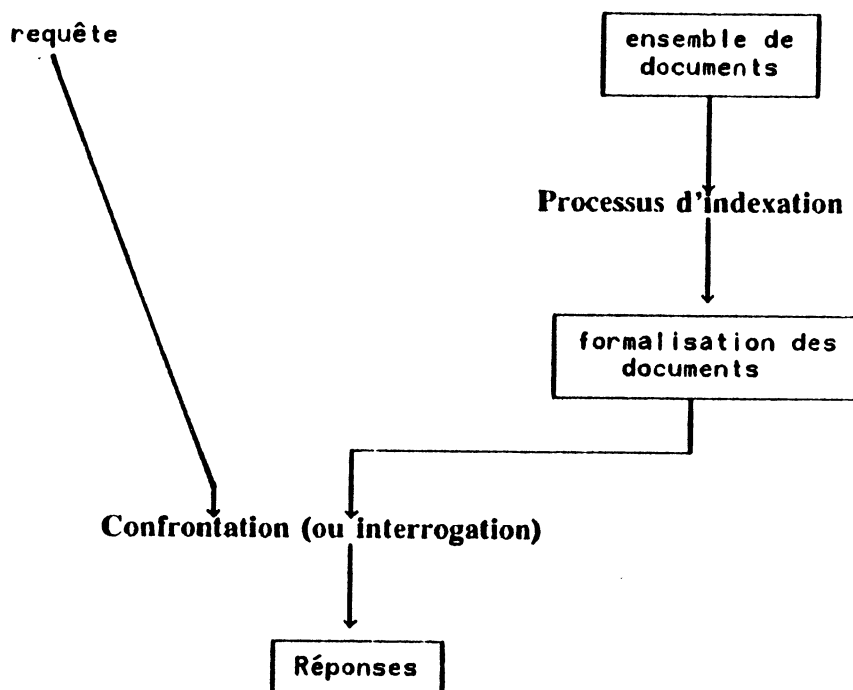 requête
ensemble de
documents
Processus d'indexation
formalisation des
documents
Confrontation (ou interrogation)
Réponses